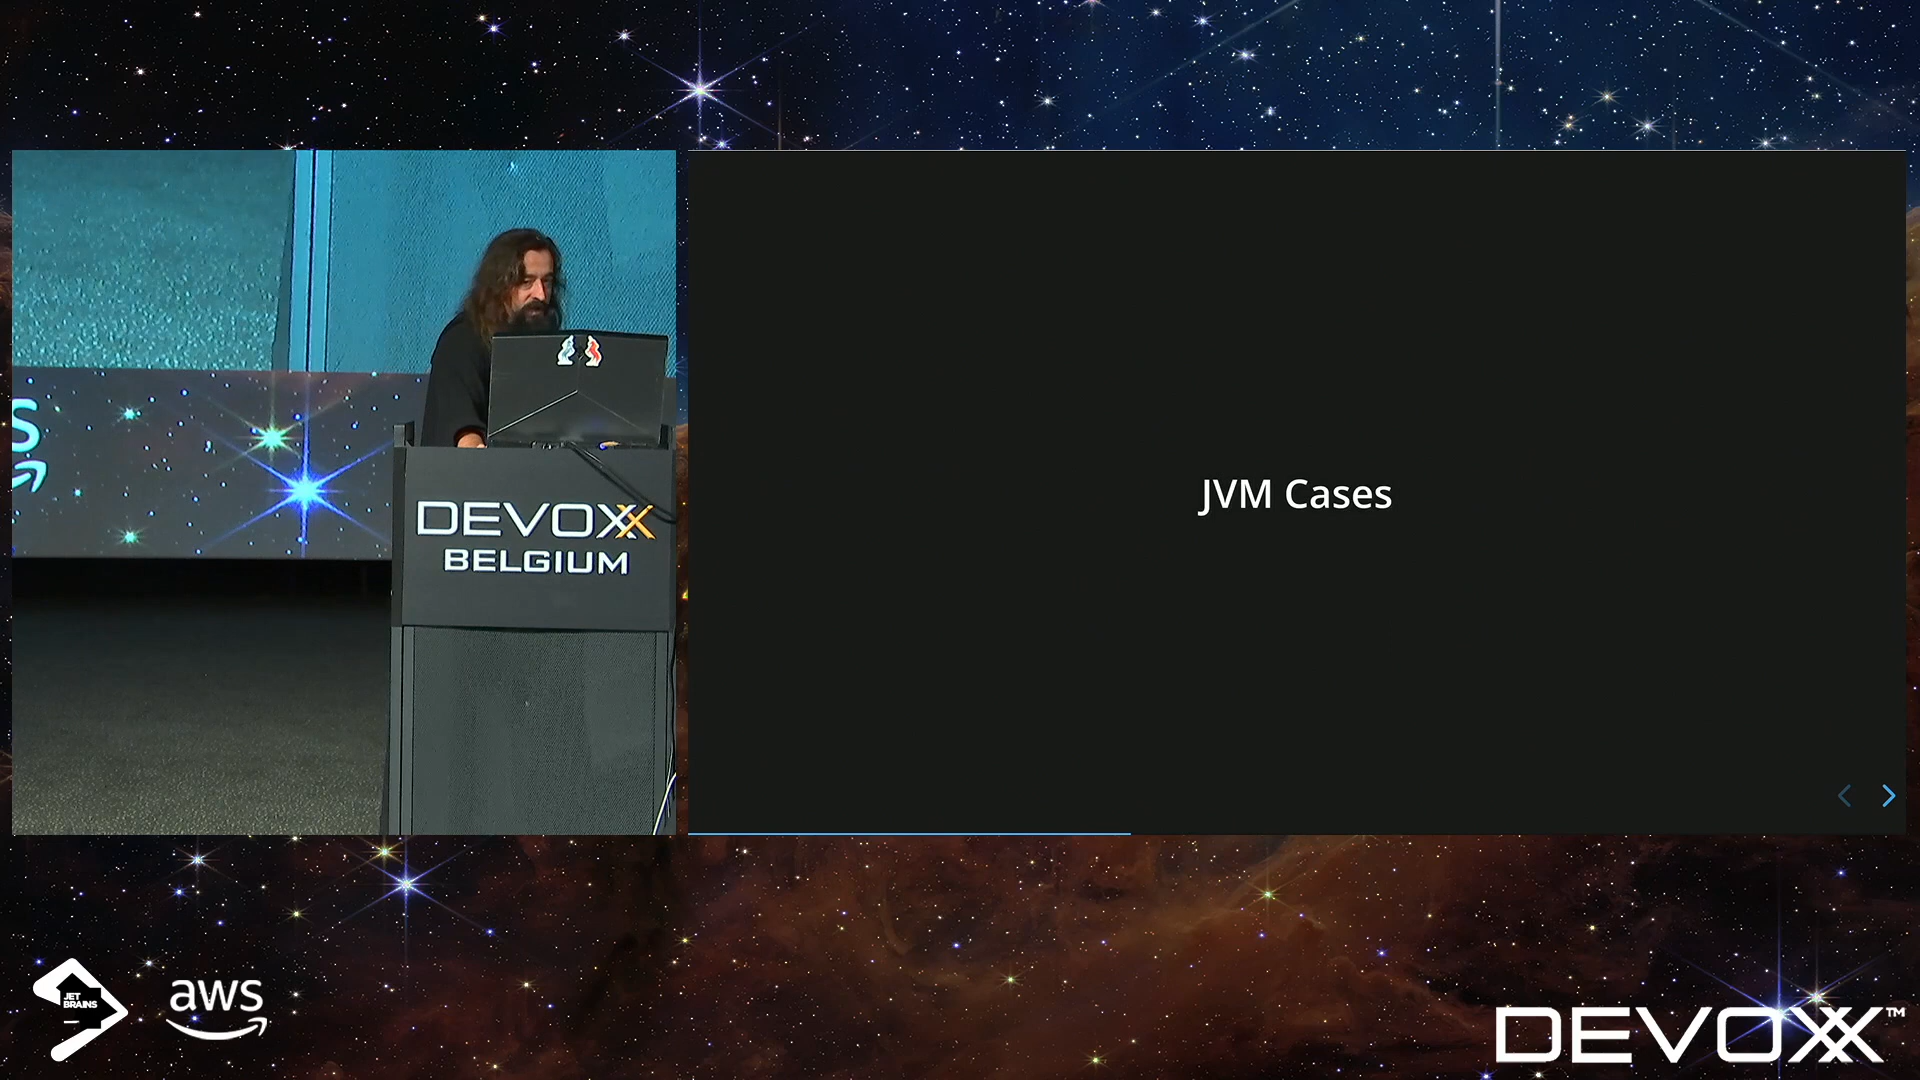 DEVOXX
BELGIUM
JVM Cases
JET
BRAINS
aws
DEVOXX™